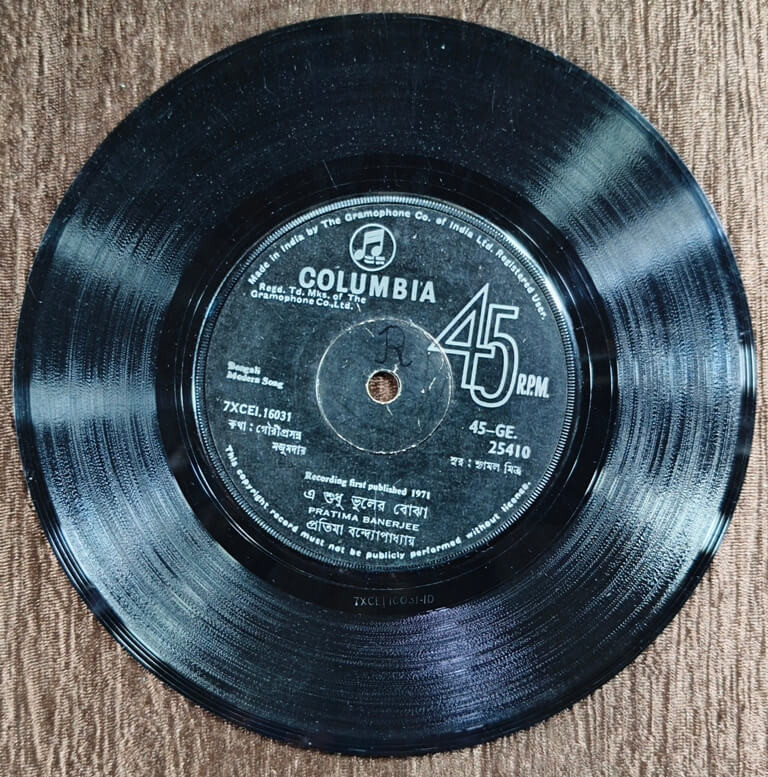 Made in India by The Gramophone Co. of India Ltd. Registered User.
COLUMBIA
Regd. Td. Mks. of The
Gramophone Co., Ltd.
45 R.P.M.
R
Bengali
Modern Song
7XCEI.16031
কথা : গৌরীপ্রসন্ন
মজুমদার
45–GE.
25410
সুর : শ্যামল মিত্র
Recording first published 1971
এ শুধু ভুলের বোঝা
PRATIMA BANERJEE
প্রতিমা বন্দ্যোপাধ্যায়
This copyright record must not be publicly performed without license.
7XCEI 16031-1D